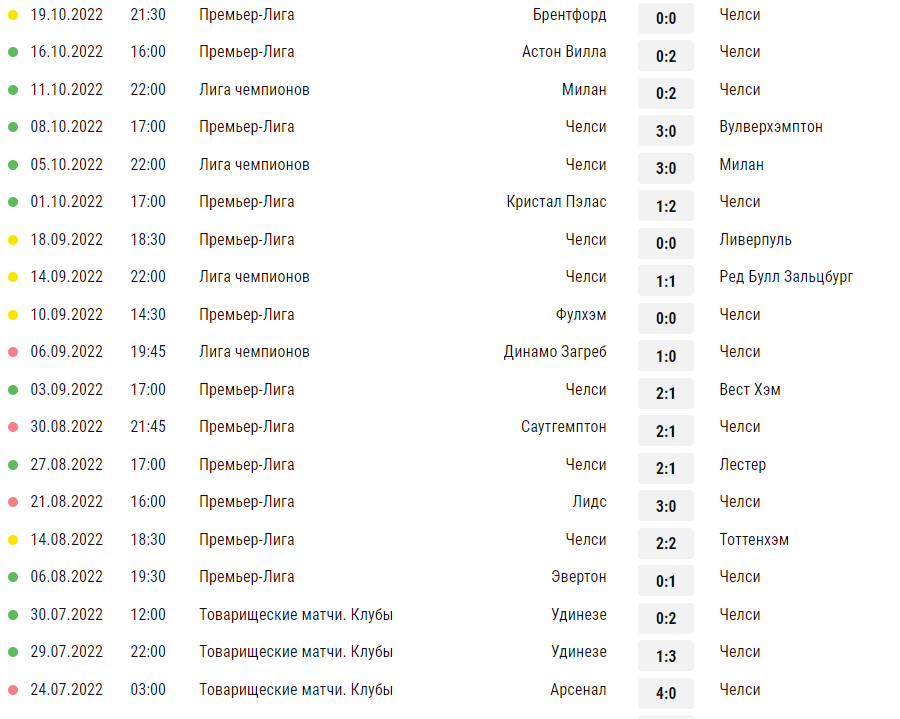 19.10.2022 21:30 Премьер-Лига Брентфорд 0:0 Челси
16.10.2022 16:00 Премьер-Лига Астон Вилла 0:2 Челси
11.10.2022 22:00 Лига чемпионов Милан 0:2 Челси
08.10.2022 17:00 Премьер-Лига Челси 3:0 Вулверхэмптон
05.10.2022 22:00 Лига чемпионов Челси 3:0 Милан
01.10.2022 17:00 Премьер-Лига Кристал Пэлас 1:2 Челси
18.09.2022 18:30 Премьер-Лига Челси 0:0 Ливерпуль
14.09.2022 22:00 Лига чемпионов Челси 1:1 Ред Булл Зальцбург
10.09.2022 14:30 Премьер-Лига Фулхэм 0:0 Челси
06.09.2022 19:45 Лига чемпионов Динамо Загреб 1:0 Челси
03.09.2022 17:00 Премьер-Лига Челси 2:1 Вест Хэм
30.08.2022 21:45 Премьер-Лига Саутгемптон 2:1 Челси
27.08.2022 17:00 Премьер-Лига Челси 2:1 Лестер
21.08.2022 16:00 Премьер-Лига Лидс 3:0 Челси
14.08.2022 18:30 Премьер-Лига Челси 2:2 Тоттенхэм
06.08.2022 19:30 Премьер-Лига Эвертон 0:1 Челси
30.07.2022 12:00 Товарищеские матчи. Клубы Удинезе 0:2 Челси
29.07.2022 22:00 Товарищеские матчи. Клубы Удинезе 1:3 Челси
24.07.2022 03:00 Товарищеские матчи. Клубы Арсенал 4:0 Челси